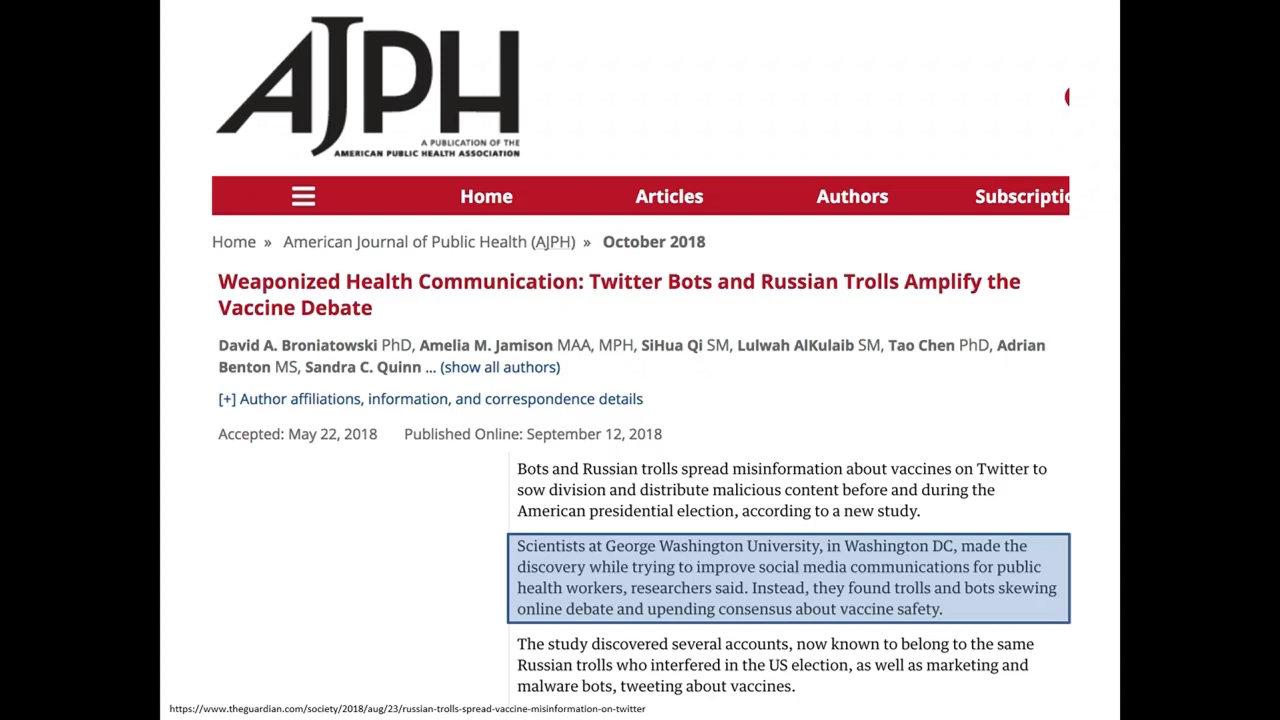 AJPH
A PUBLICATION OF THE
AMERICAN PUBLIC HEALTH ASSOCIATION
Home Articles Authors Subscriptio
Home » American Journal of Public Health (AJPH) » October 2018
Weaponized Health Communication: Twitter Bots and Russian Trolls Amplify the
Vaccine Debate
David A. Broniatowski PhD, Amelia M. Jamison MAA, MPH, SiHua Qi SM, Lulwah AlKulaib SM, Tao Chen PhD, Adrian
Benton MS, Sandra C. Quinn ... (show all authors)
[+] Author affiliations, information, and correspondence details
Accepted: May 22, 2018 Published Online: September 12, 2018
Bots and Russian trolls spread misinformation about vaccines on Twitter to
sow division and distribute malicious content before and during the
American presidential election, according to a new study.
Scientists at George Washington University, in Washington DC, made the
discovery while trying to improve social media communications for public
health workers, researchers said. Instead, they found trolls and bots skewing
online debate and upending consensus about vaccine safety.
The study discovered several accounts, now known to belong to the same
Russian trolls who interfered in the US election, as well as marketing and
malware bots, tweeting about vaccines.
https://www.theguardian.com/society/2018/aug/23/russian-trolls-spread-vaccine-misinformation-on-twitter